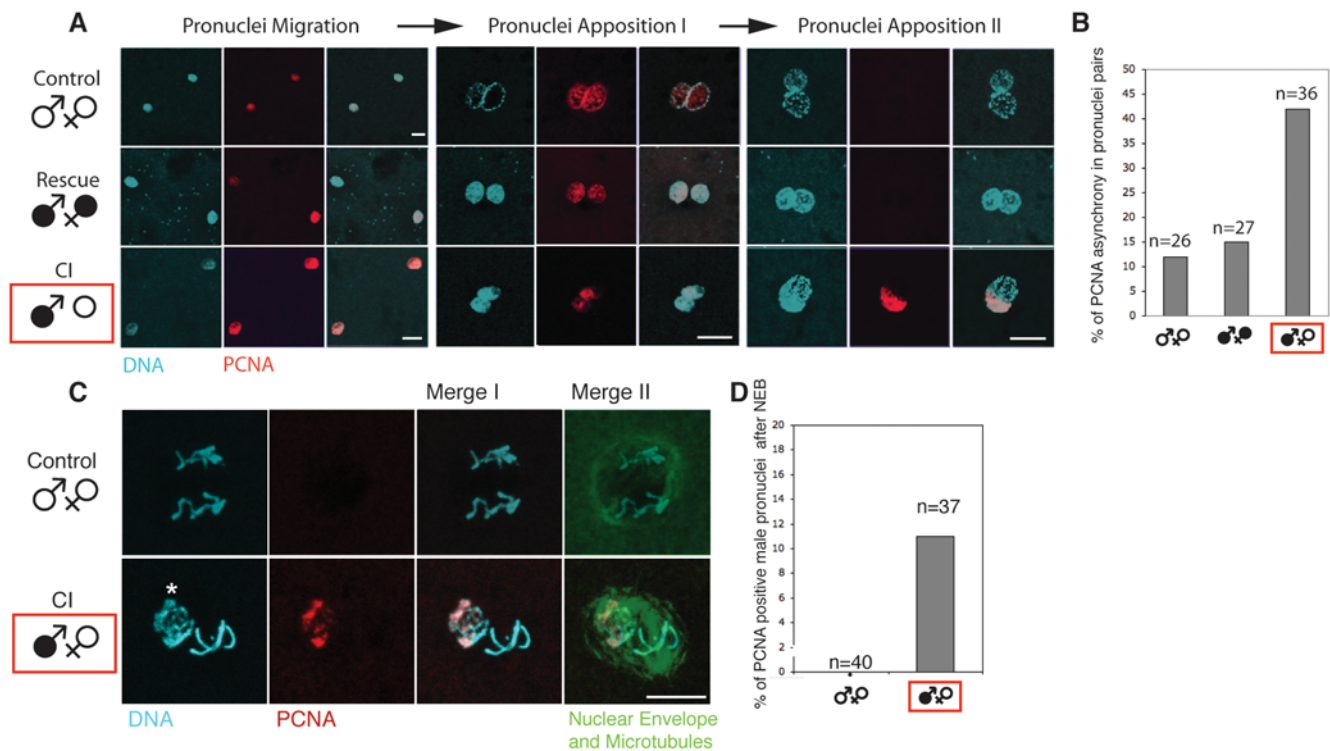 A
Pronuclei Migration
Pronuclei Apposition I
Pronuclei Apposition II
Control
♂ ♀
Rescue
♂ ♀
CI
♂ ♀
DNA
PCNA
B
% of PCNA asynchrony in pronuclei pairs
50
45
40
35
30
25
20
15
10
5
0
n=26
n=27
n=36
♂♀
♂♀
♂♀
C
Merge I
Merge II
Control
♂♀
CI
♂♀
*
DNA
PCNA
Nuclear Envelope
and Microtubules
D
% of PCNA positive male pronuclei after NEB
20
18
16
14
12
10
8
6
4
2
0
n=40
n=37
♂♀
♂♀